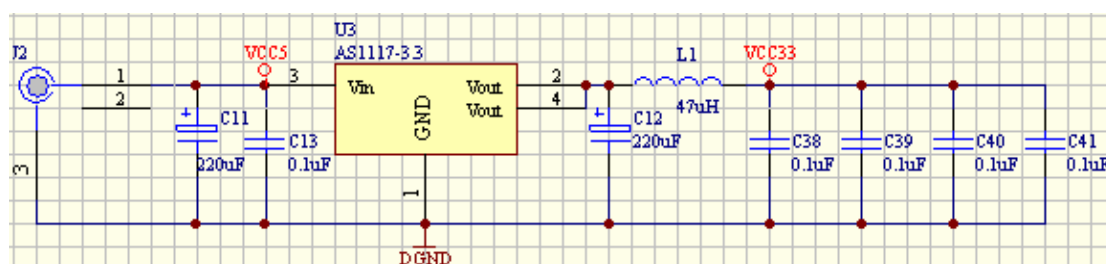 U3
J2
VCC5
AS1117-3.3
L1
VCC33
1
3
Vin
Vout
2
2
Vout
4
47uH
GND
C11
C12
220uF
220uF
C13
0.1uF
C38
0.1uF
C39
0.1uF
C40
0.1uF
C41
0.1uF
3
1
DGND